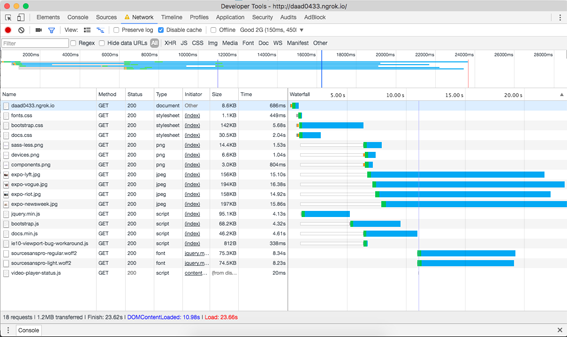 Developer Tools - http://daad0433.ngrok.io/
Elements Console Sources Network Timeline Profiles Application Security Audits AdBlock
View: Preserve log Disable cache Offline Good 2G (150ms, 450
Filter Regex Hide data URLs All XHR JS CSS Img Media Font Doc WS Manifest Other
2000ms 4000ms 6000ms 8000ms 10000ms 12000ms 14000ms 16000ms 18000ms 20000ms 22000ms 24000ms 26000ms 28000ms
Name Method Status Type Initiator Size Time Waterfall 5.00 s 10.00 s 15.00 s 20.00 s
daad0433.ngrok.io GET 200 document Other 8.6KB 686ms
fonts.css GET 200 stylesheet (index) 1.1KB 449ms
bootstrap.css GET 200 stylesheet (index) 142KB 5.68s
docs.css GET 200 stylesheet (index) 30.5KB 2.04s
sass-less.png GET 200 png (index) 14.4KB 1.53s
devices.png GET 200 png (index) 6.6KB 1.04s
components.png GET 200 png (index) 3.0KB 804ms
expo-lyft.jpg GET 200 jpeg (index) 156KB 15.10s
expo-vogue.jpg GET 200 jpeg (index) 194KB 16.38s
expo-riot.jpg GET 200 jpeg (index) 158KB 14.92s
expo-newsweek.jpg GET 200 jpeg (index) 197KB 15.86s
jquery.min.js GET 200 script (index) 95.1KB 4.13s
bootstrap.js GET 200 script (index) 68.2KB 4.32s
docs.min.js GET 200 script (index) 46.2KB 4.61s
ie10-viewport-bug-workaround.js GET 200 script (index) 812B 338ms
sourcesanspro-regular.woff2 GET 200 font jquery.m… 75.3KB 8.34s
sourcesanspro-light.woff2 GET 200 font jquery.m… 74.5KB 8.23s
video-player-status.js GET 200 script content… (from dis… 20ms
18 requests | 1.2MB transferred | Finish: 23.62s | DOMContentLoaded: 10.98s | Load: 23.66s
Console